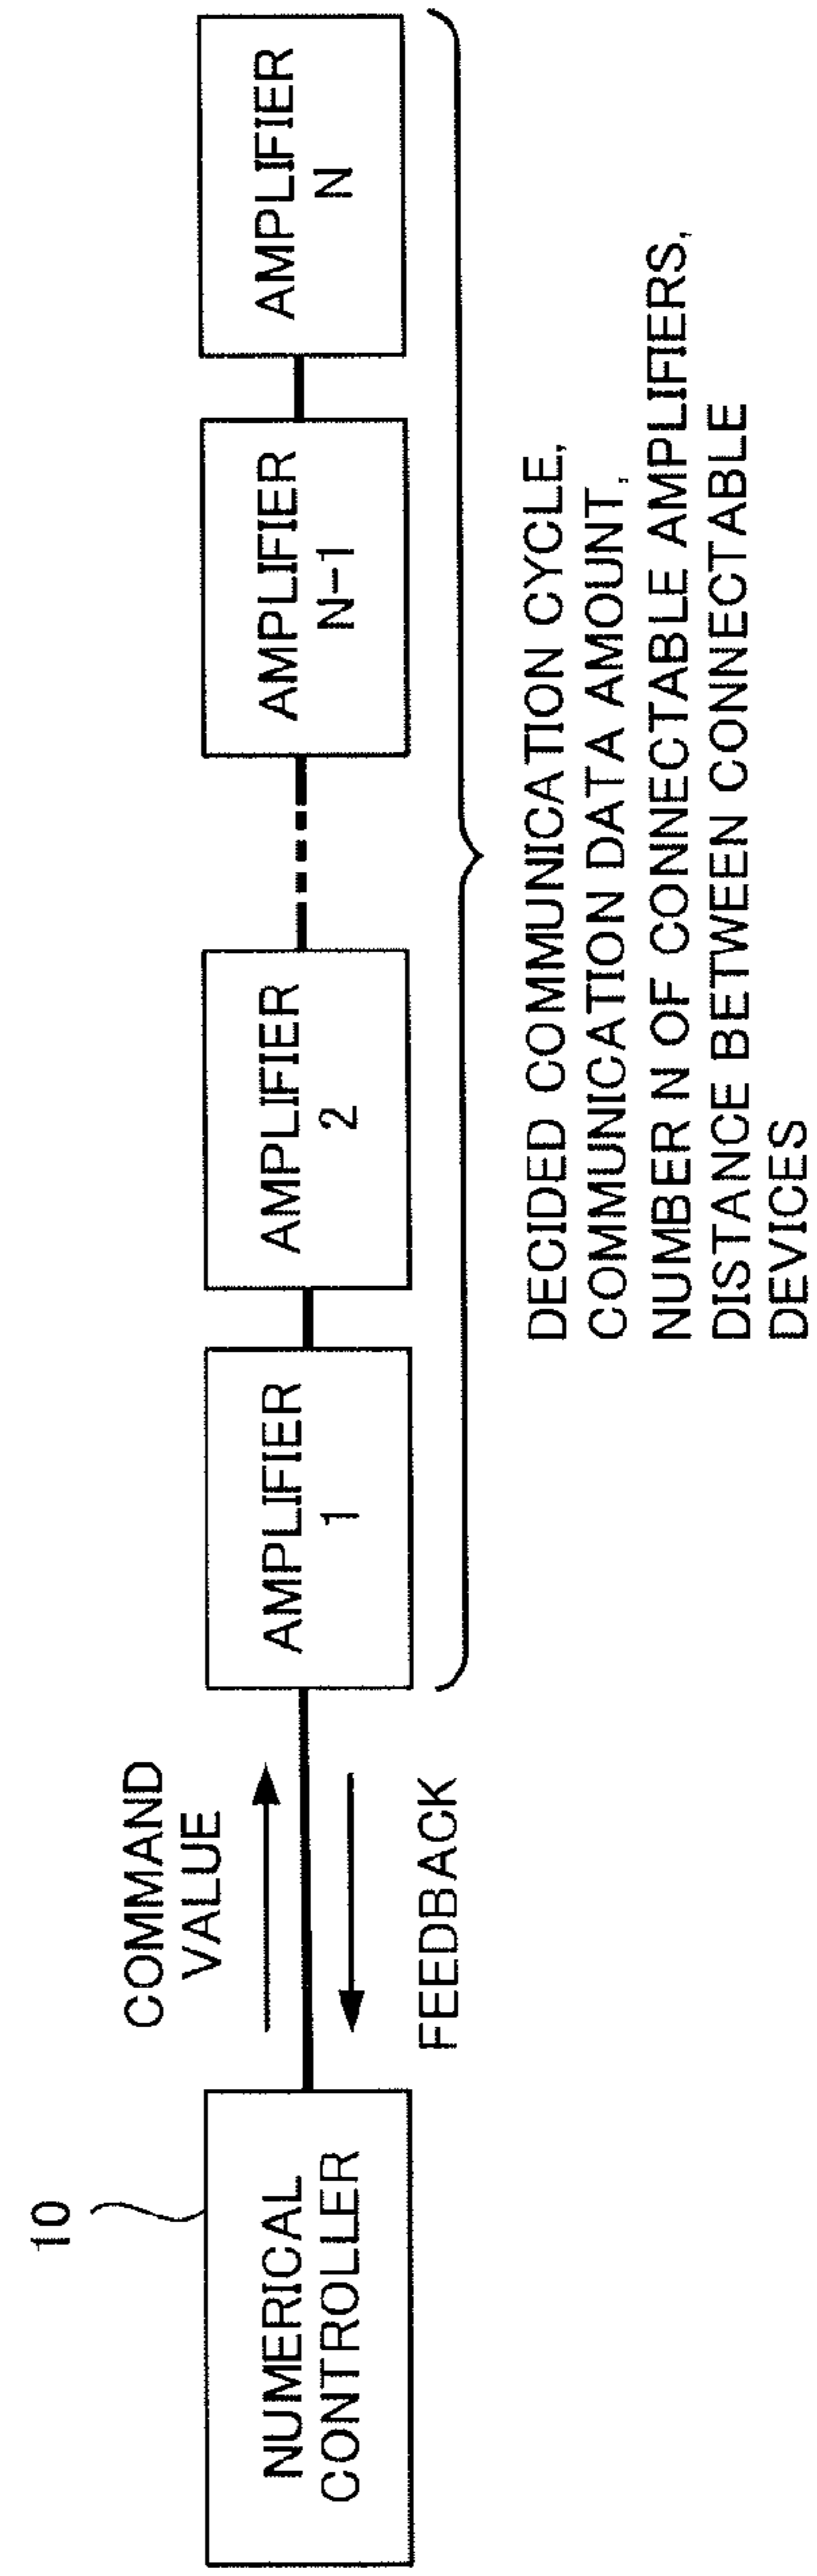 10
NUMERICAL
CONTROLLER
COMMAND
VALUE
FEEDBACK
AMPLIFIER
1
AMPLIFIER
2
AMPLIFIER
N-1
AMPLIFIER
N
DECIDED COMMUNICATION CYCLE,
COMMUNICATION DATA AMOUNT,
NUMBER N OF CONNECTABLE AMPLIFIERS,
DISTANCE BETWEEN CONNECTABLE
DEVICES